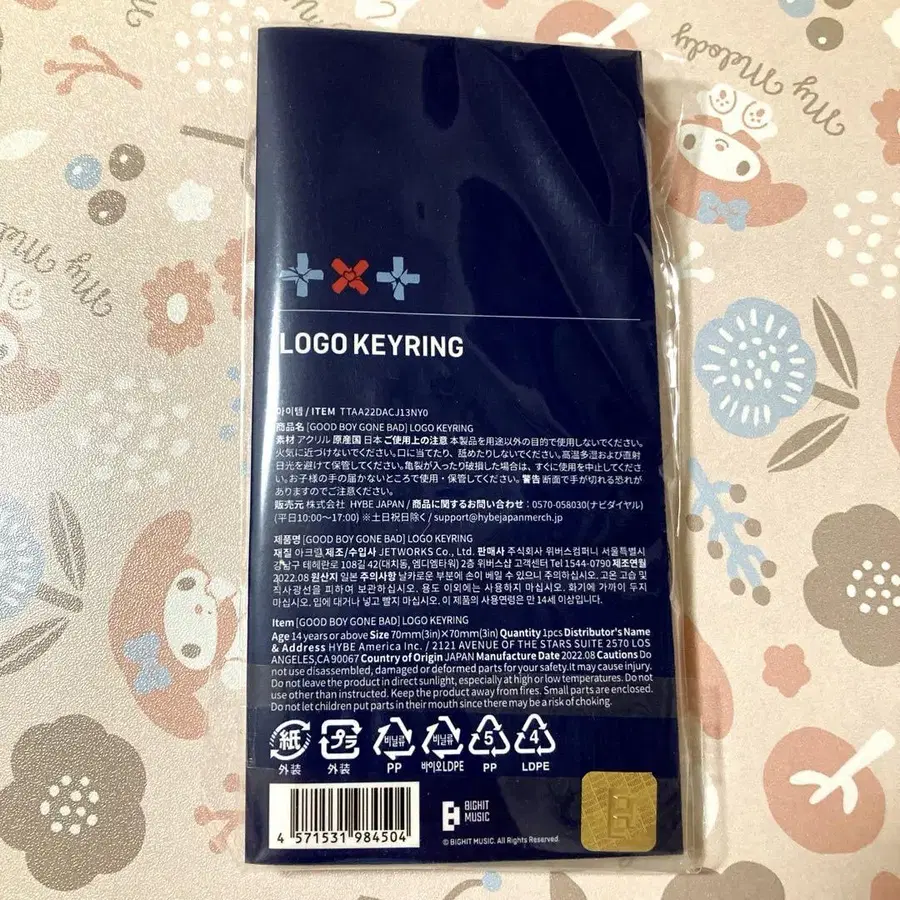 My Melody
My Melody
LOGO KEYRING
아이템 / ITEM TTAA22DACJ13NY0
商品名 [GOOD BOY GONE BAD] LOGO KEYRING
素材 アクリル 原産国 日本 ご使用上の注意 本製品を用途以外の目的で使用しないでください。
火気に近づけないでください。口に当てたり、舐めたりしないでください。高温多湿および直射
日光を避けて保管してください。亀裂が入ったり破損した場合は、すぐに使用を中止してくださ
い。お子様の手の届かないところで使用・保管してください。警告 断面で手が切れる恐れが
ありますのでご注意ください。
販売元 株式会社 HYBE JAPAN / 商品に関するお問い合わせ : 0570-058030(ナビダイヤル)
(平日10:00~17:00) ※土日祝日除く / support@hybejapanmerch.jp
제품명 [GOOD BOY GONE BAD] LOGO KEYRING
재질 아크릴 제조/수입사 JETWORKS Co., Ltd. 판매사 주식회사 위버스컴퍼니 서울특별시
강남구 테헤란로 108길 42(대치동, 엠디엠타워) 2층 위버스샵 고객센터 Tel 1544-0790 제조연월
2022.08 원산지 일본 주의사항 날카로운 부분에 손이 베일 수 있으니 주의하십시오. 고온 고습 및
직사광선을 피하여 보관하십시오. 용도 이외에는 사용하지 마십시오. 화기에 가까이 두지
마십시오. 입에 대거나 넣고 빨지 마십시오. 이 제품의 사용연령은 만 14세 이상입니다.
Item [GOOD BOY GONE BAD] LOGO KEYRING
Age 14 years or above Size 70mm(3in)×70mm(3in) Quantity 1pcs Distributor's Name
& Address HYBE America Inc. / 2121 AVENUE OF THE STARS SUITE 2570 LOS
ANGELES,CA 90067 Country of Origin JAPAN Manufacture Date 2022.08 Cautions Do
not use disassembled, damaged or deformed parts for your safety.it may cause injury.
Do not leave the product in direct sunlight, especially at high or low temperatures. Do not
use other than instructed. Keep the product away from fires. Small parts are enclosed.
Do not let children put parts in their mouth since there may be a risk of choking.
紙 プラ 비닐류 비닐류 5 4
外装 外装 PP 바이오LDPE PP LDPE
4 571531 984504
BIGHIT
MUSIC
© BIGHIT MUSIC. All Rights Reserved.